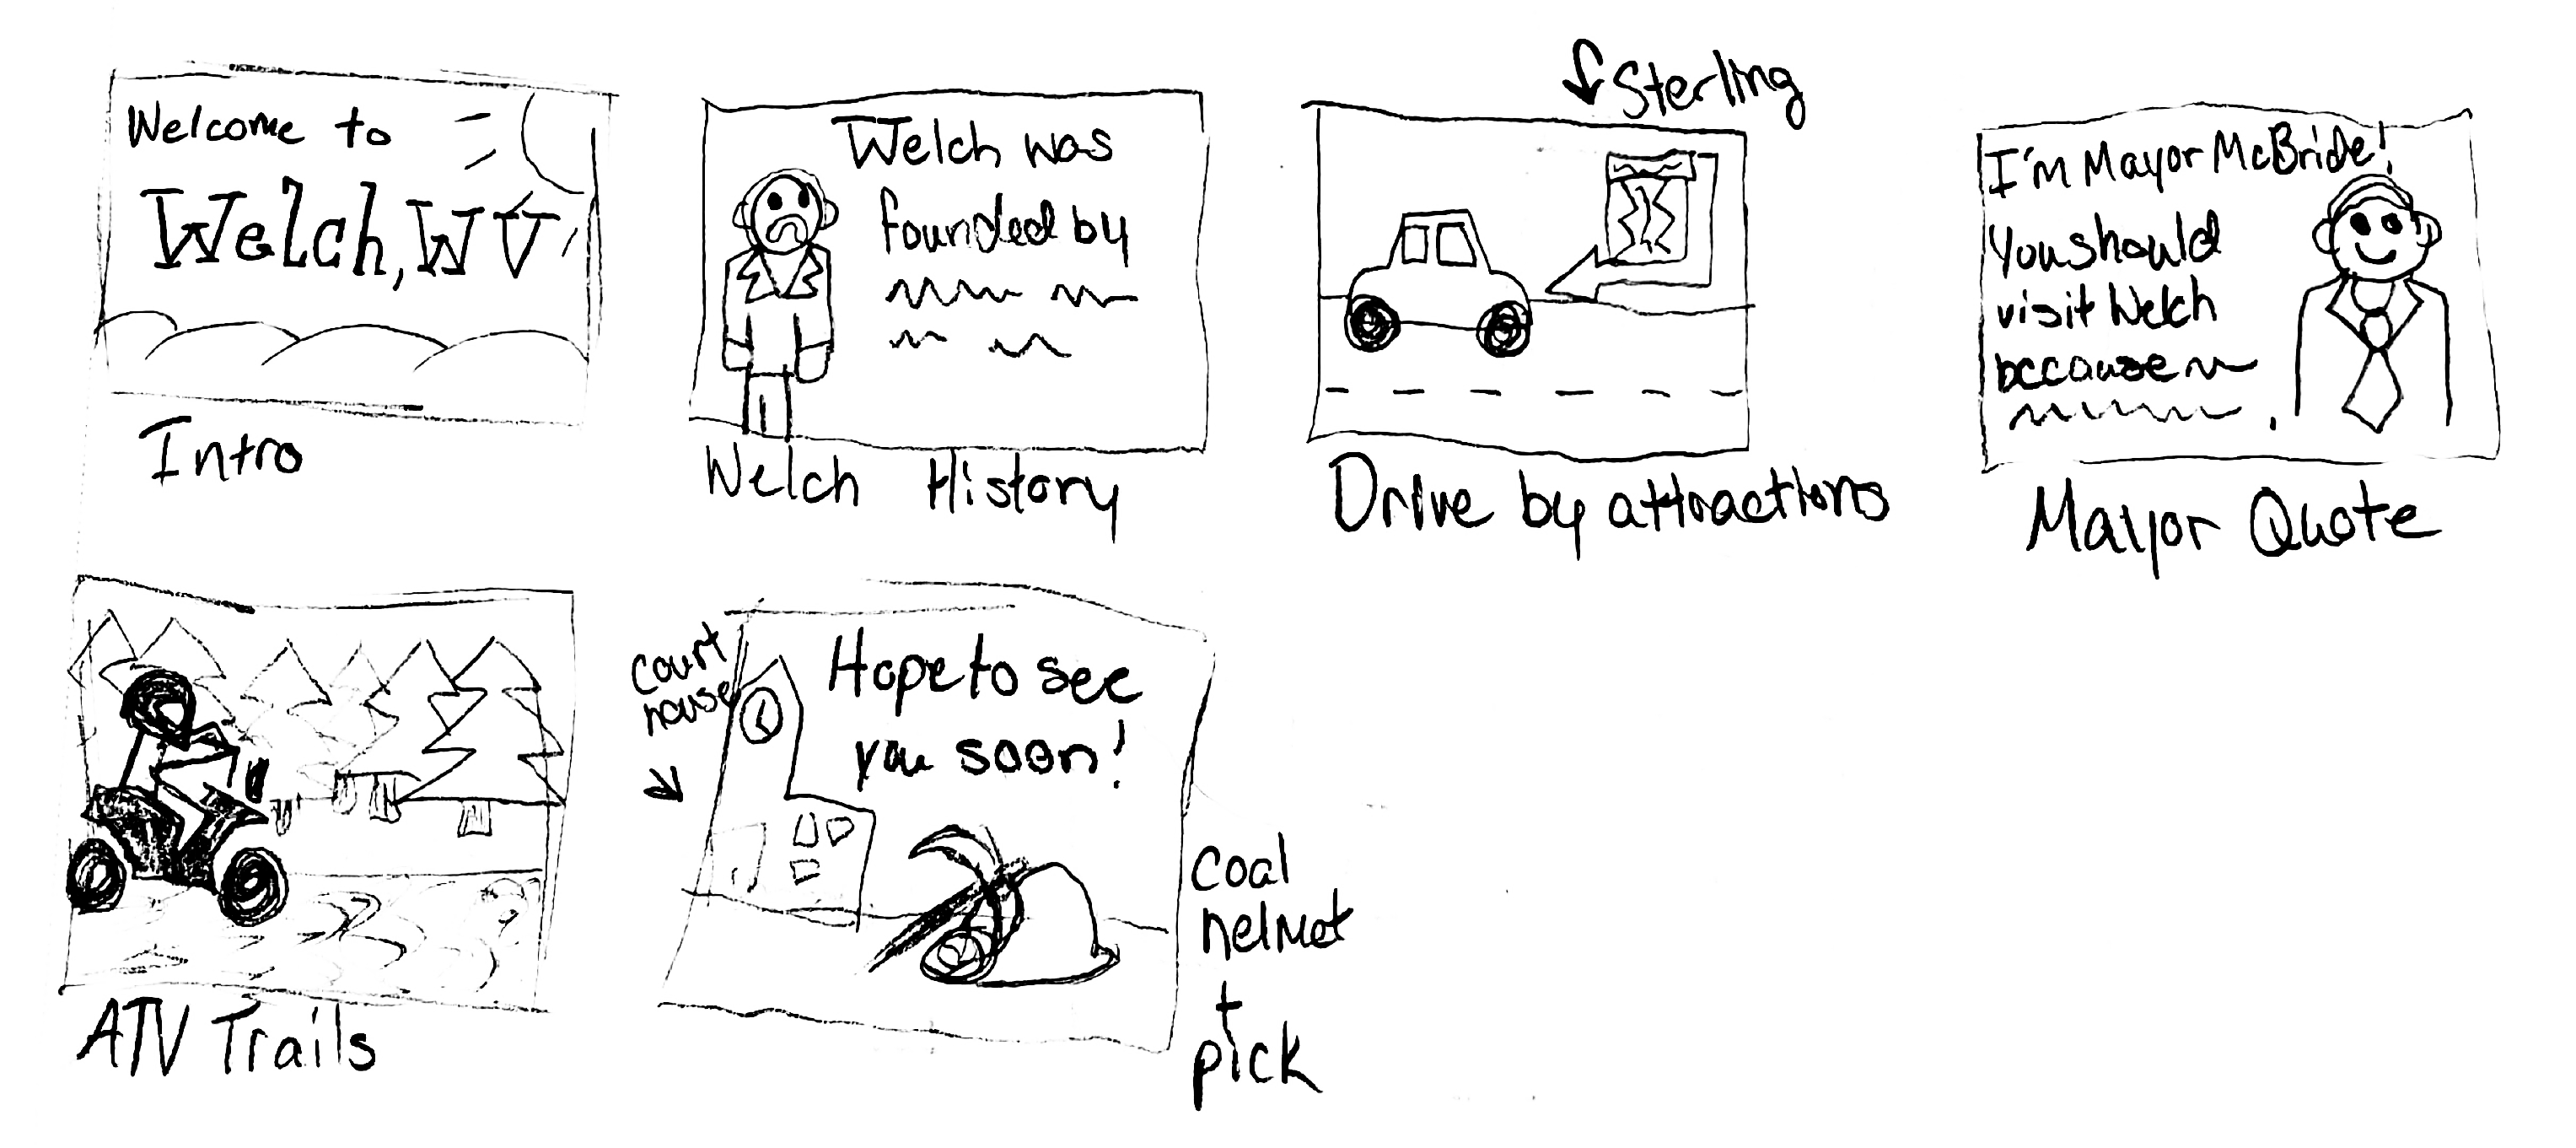 Welcome to
Welch, WV
Intro
Welch was
founded by
Welch History
Sterling
Drive by attractions
I'm Mayor McBride!
You should
visit Welch
because
Mayor Quote
ATV Trails
court
house
Hope to see
you soon!
coal
helmet
+
pick